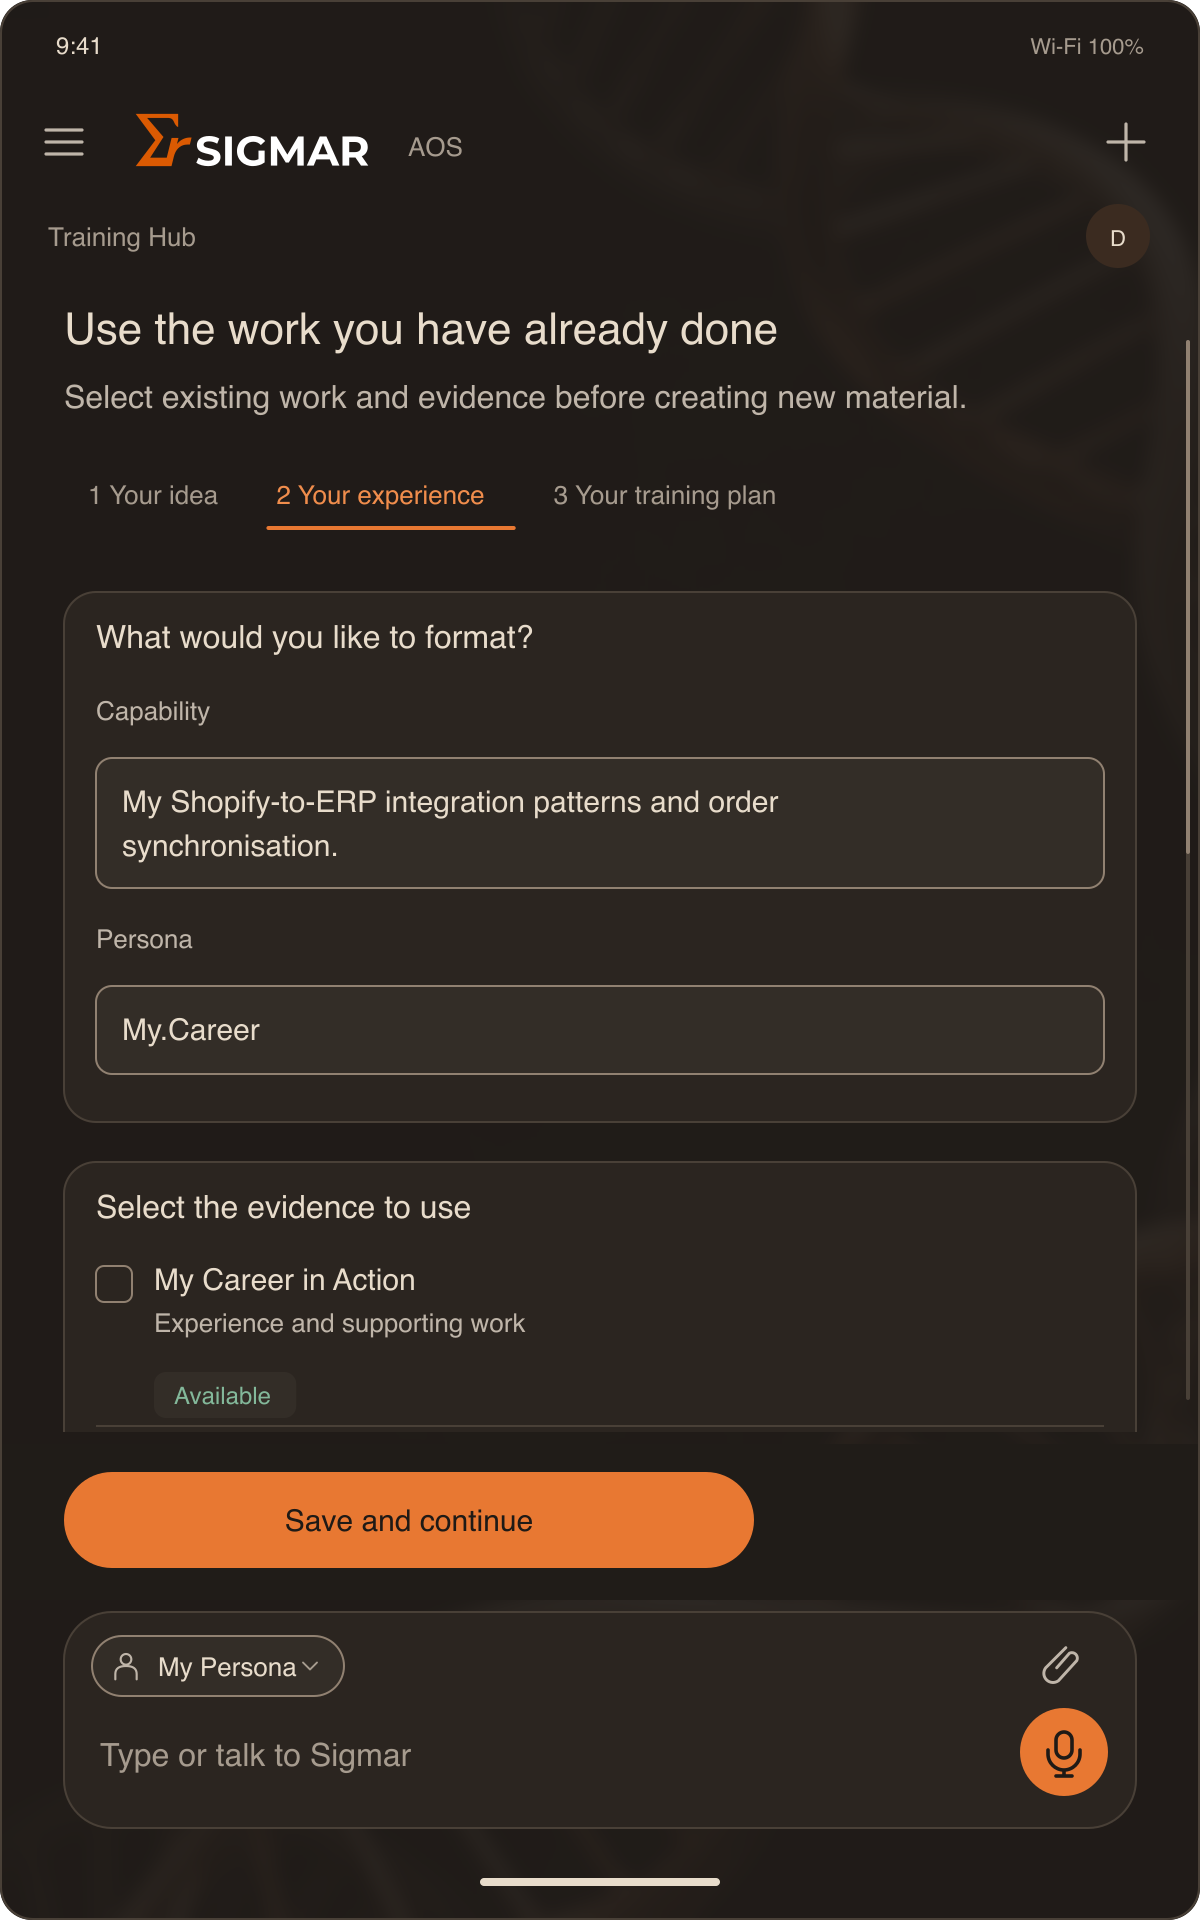 9:41
Wi-Fi 100%
Σr SIGMAR AOS
Training Hub
D
Use the work you have already done
Select existing work and evidence before creating new material.
1 Your idea
2 Your experience
3 Your training plan
What would you like to format?
Capability
My Shopify-to-ERP integration patterns and order
synchronisation.
Persona
My.Career
Select the evidence to use
My Career in Action
Experience and supporting work
Available
Save and continue
My Persona
Type or talk to Sigmar